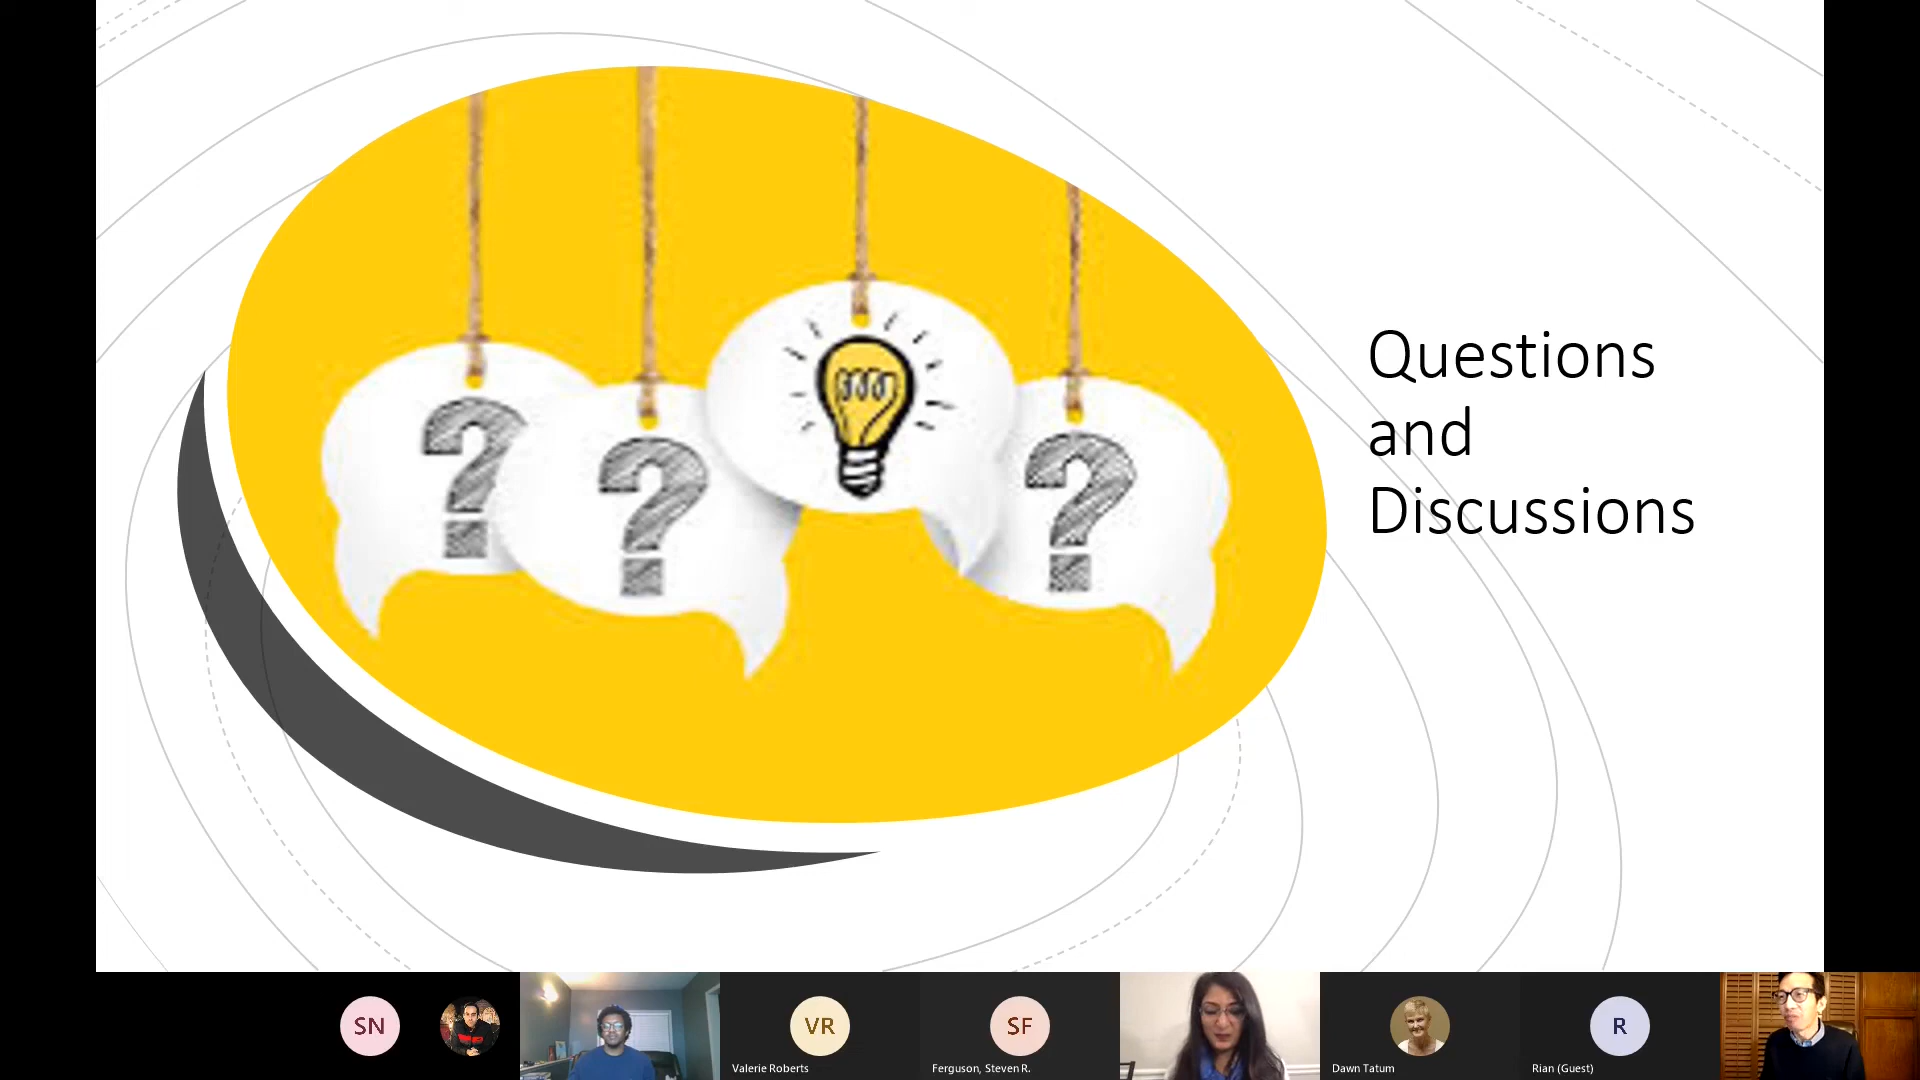 ?
?
?
Questions
and
Discussions
SN
VR
SF
R
Valerie Roberts
Ferguson, Steven R.
Dawn Tatum
Rian (Guest)